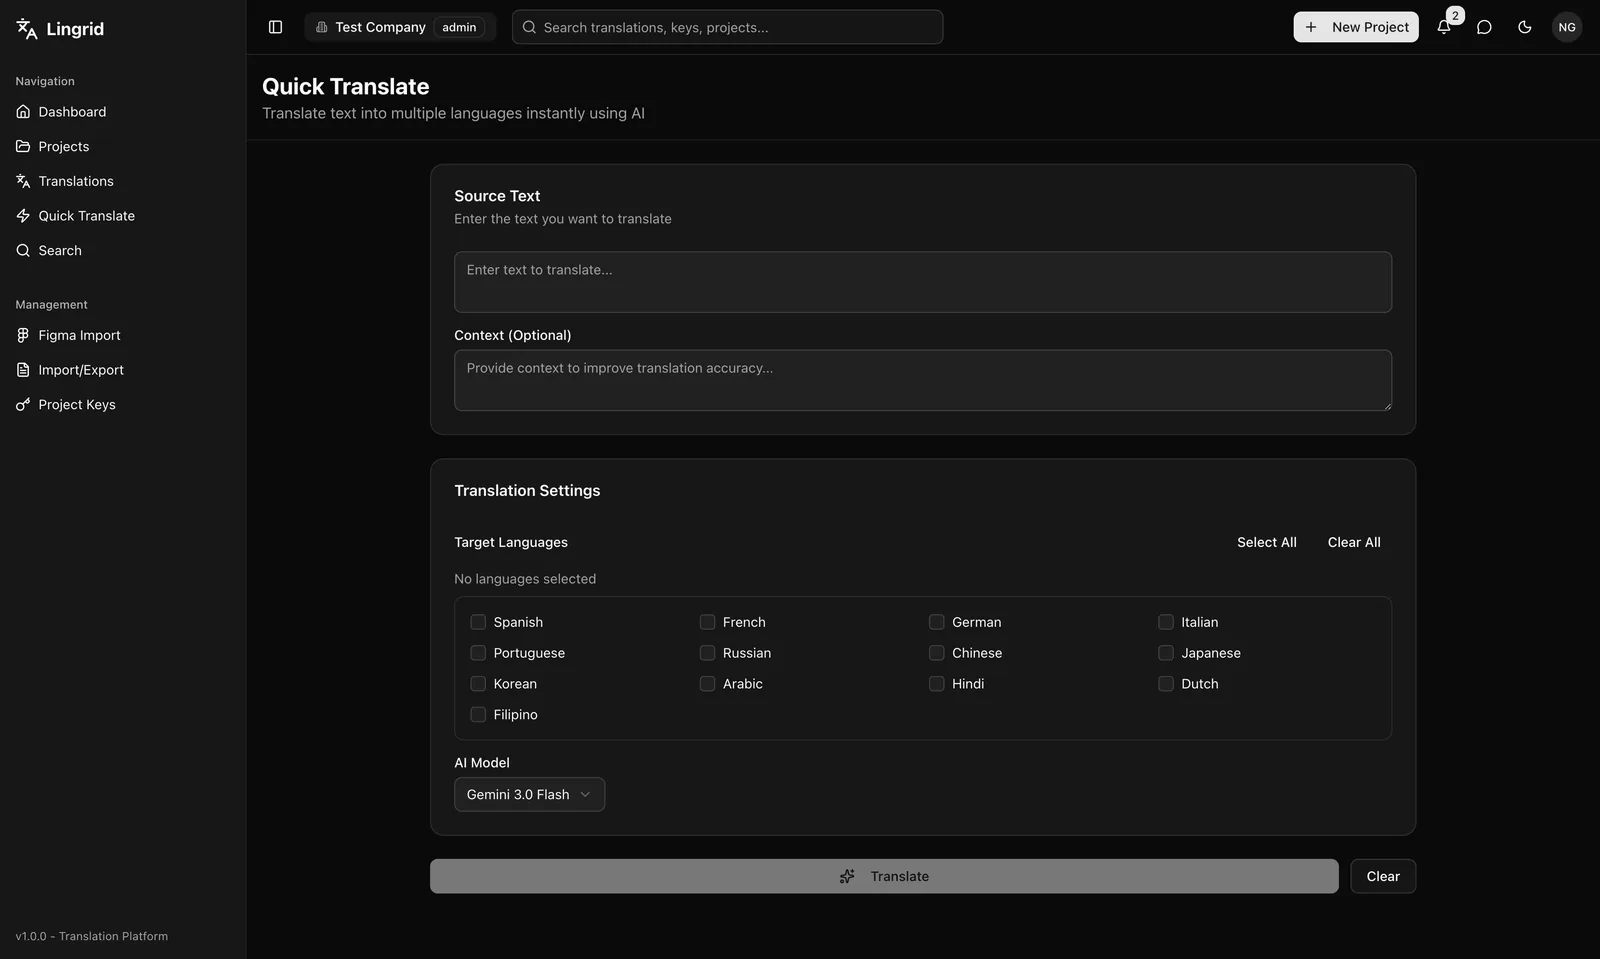 Lingrid
Test Company admin
Search translations, keys, projects...
New Project
2
NG
Navigation
Dashboard
Projects
Translations
Quick Translate
Search
Management
Figma Import
Import/Export
Project Keys
v1.0.0 - Translation Platform
Quick Translate
Translate text into multiple languages instantly using AI
Source Text
Enter the text you want to translate
Enter text to translate...
Context (Optional)
Provide context to improve translation accuracy...
Translation Settings
Target Languages
Select All
Clear All
No languages selected
Spanish French German Italian
Portuguese Russian Chinese Japanese
Korean Arabic Hindi Dutch
Filipino
AI Model
Gemini 3.0 Flash
Translate
Clear